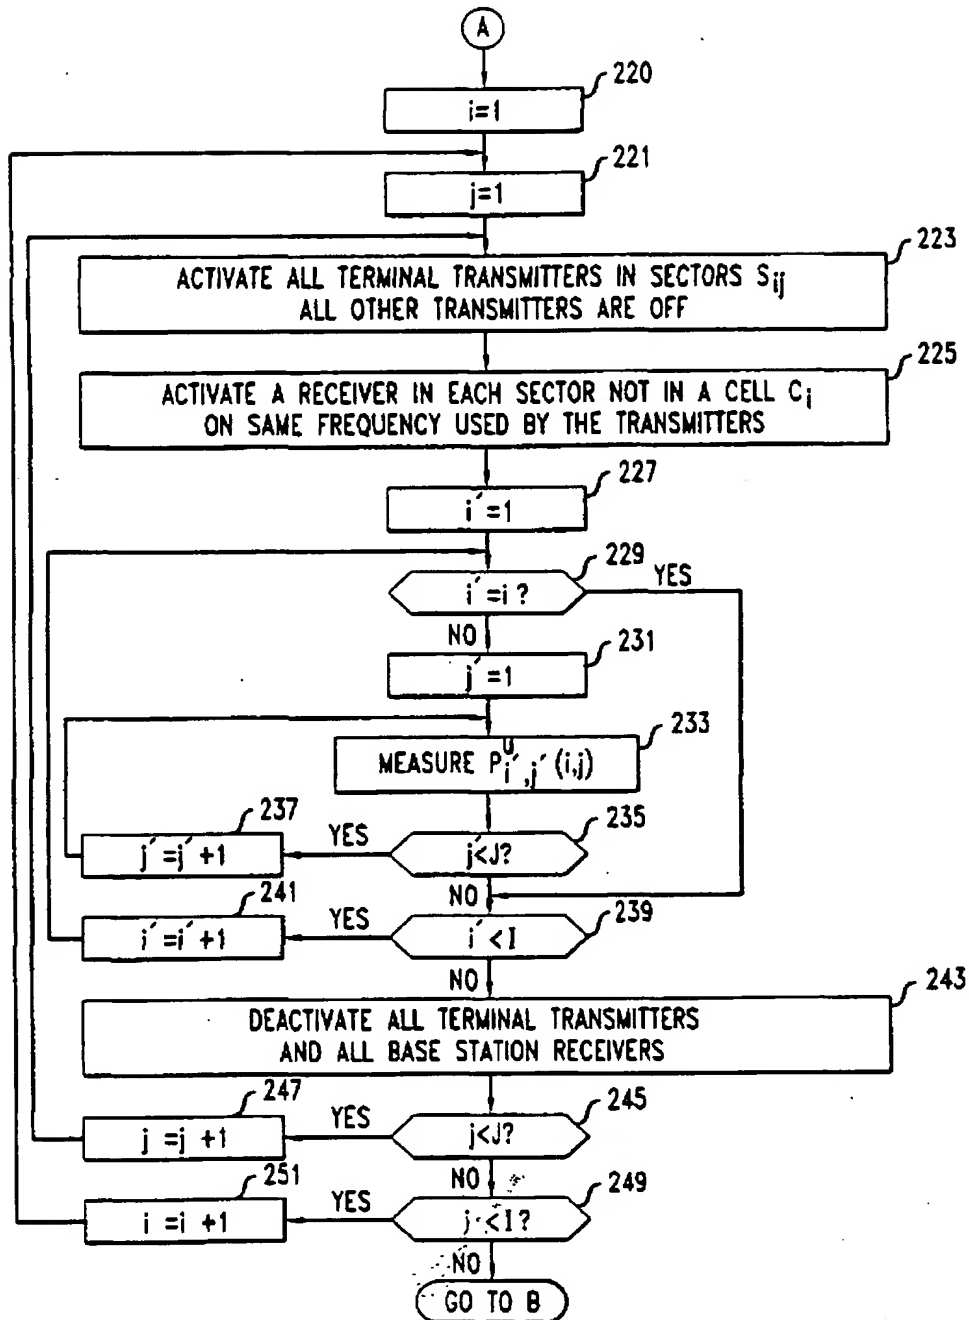 A
220
i=1
221
j=1
223
ACTIVATE ALL TERMINAL TRANSMITTERS IN SECTORS Sij
ALL OTHER TRANSMITTERS ARE OFF
225
ACTIVATE A RECEIVER IN EACH SECTOR NOT IN A CELL Ci
ON SAME FREQUENCY USED BY THE TRANSMITTERS
227
i´=1
229
i´=i?
YES
NO
231
j´=1
233
MEASURE P^U_i´,j´ (i,j)
235
j´<J?
YES
237
j´=j´+1
NO
239
i´<I
YES
241
i´=i´+1
NO
243
DEACTIVATE ALL TERMINAL TRANSMITTERS
AND ALL BASE STATION RECEIVERS
245
j<J?
YES
247
j=j+1
NO
249
j<I?
YES
251
i=i+1
NO
GO TO B